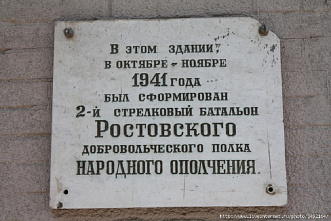 В ЭТОМ ЗДАНИИ,
В ОКТЯБРЕ - НОЯБРЕ
1941 ГОДА
БЫЛ СФОРМИРОВАН
2-Й СТРЕЛКОВЫЙ БАТАЛЬОН
РОСТОВСКОГО
ДОБРОВОЛЬЧЕСКОГО ПОЛКА
НАРОДНОГО ОПОЛЧЕНИЯ.